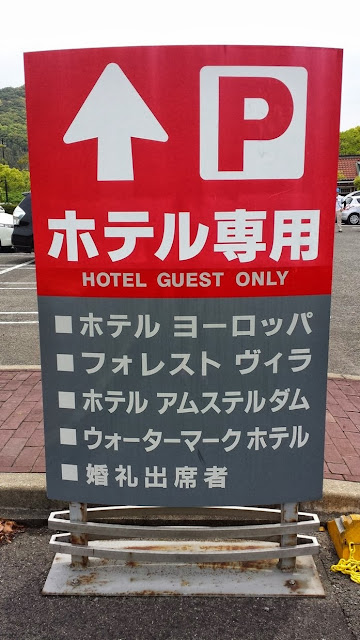 P
ホテル専用
HOTEL GUEST ONLY
■ホテル ヨーロッパ
■フォレスト ヴィラ
■ホテル アムステルダム
■ウォーターマークホテル
■婚礼出席者